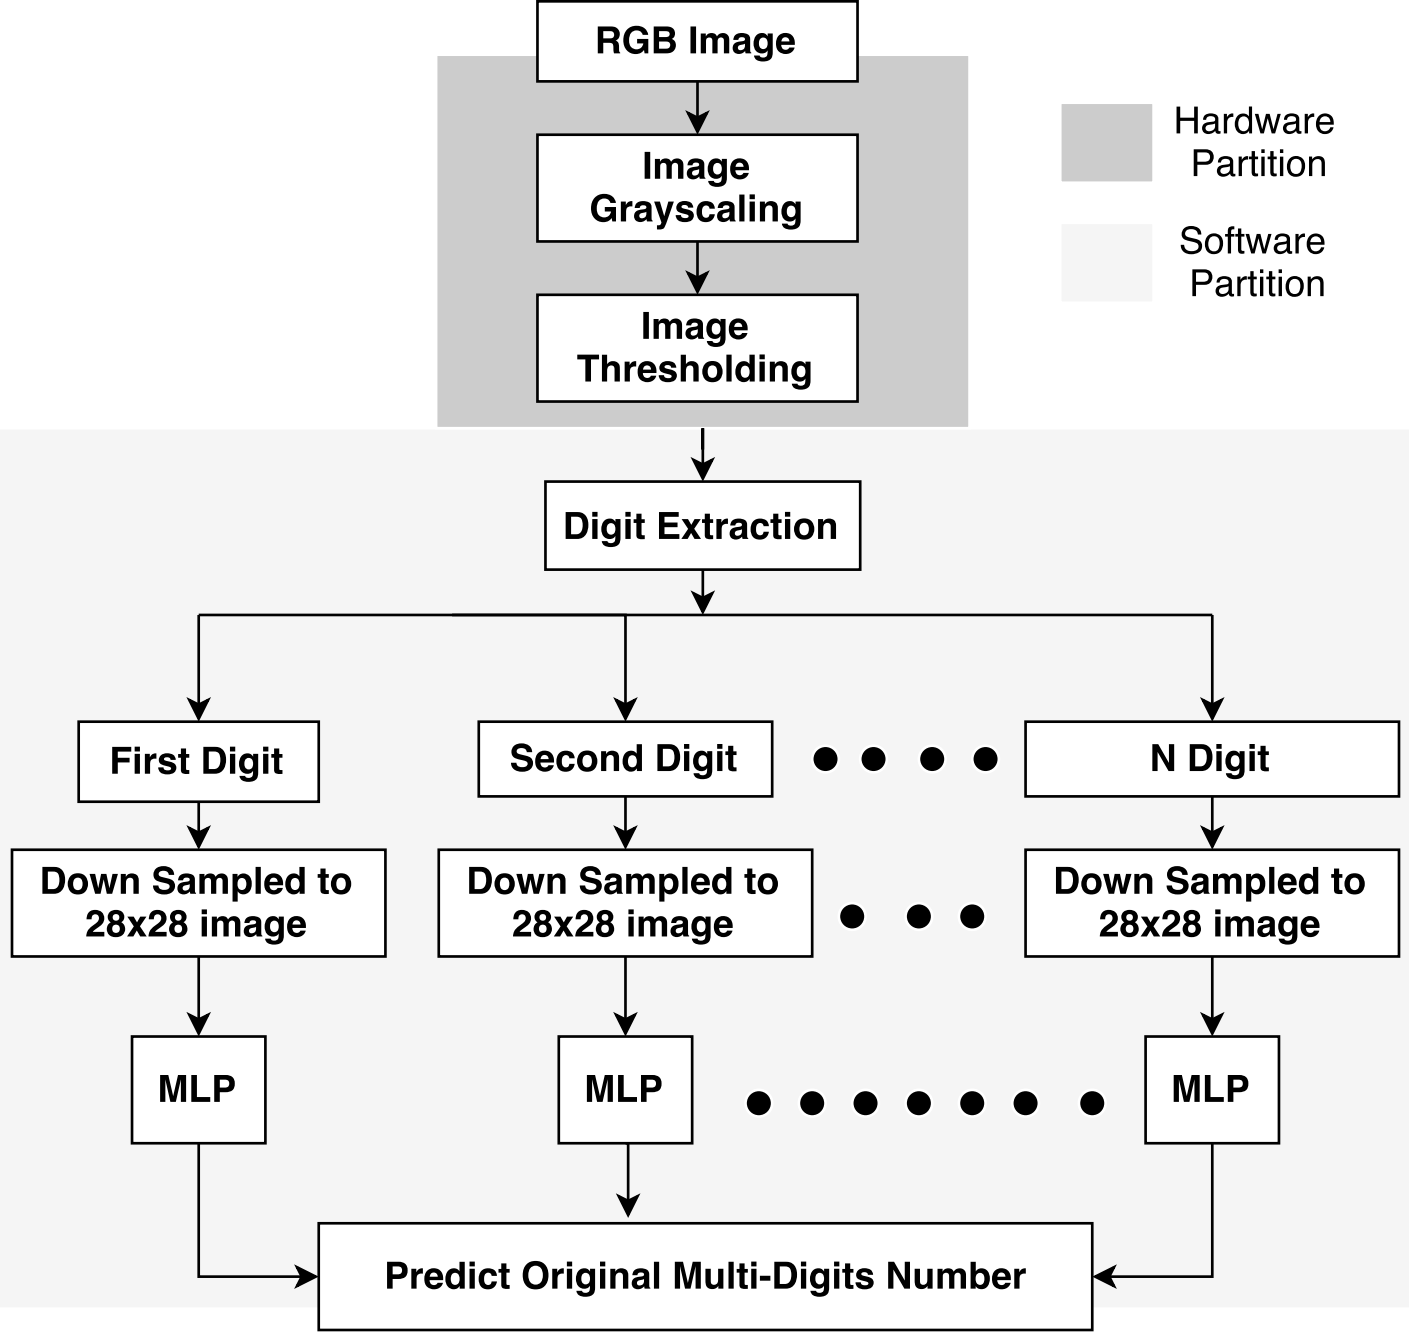 RGB Image
Hardware
Partition
Image
Grayscaling
Software
Partition
Image
Thresholding
Digit Extraction
First Digit
Second Digit
N Digit
Down Sampled to
28x28 image
Down Sampled to
28x28 image
Down Sampled to
28x28 image
MLP
MLP
MLP
Predict Original Multi-Digits Number